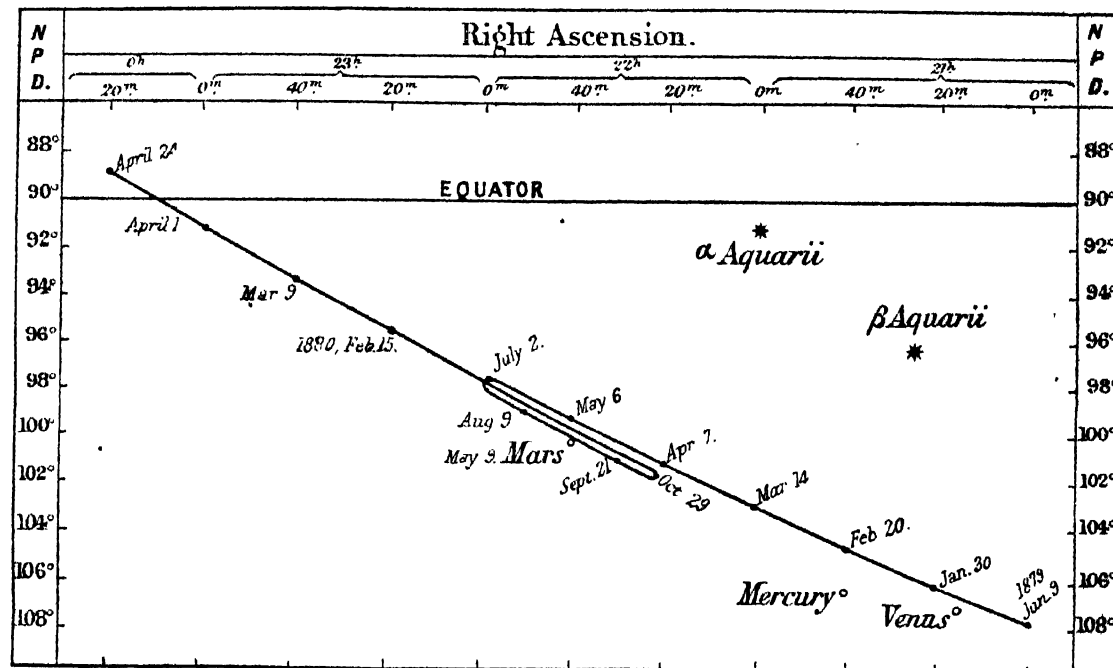 N P D.
Right Ascension.
N P D.
0h 23h 22h 21h
20m 0m 40m 20m 0m 40m 20m 0m 40m 20m 0m
88° April 24 88°
90° EQUATOR 90°
92° April 1 α Aquarii 92°
94° Mar 9 94°
β Aquarii
96° 1880, Feb. 15. 96°
98° July 2. 98°
May 6
100° Aug 9 100°
May 9. Mars Apr 7.
102° Sept. 21 Oct 29 102°
Mar 14
104° Feb 20. 104°
106° Mercury Jan. 30 106°
Venus 1879 Jan. 9
108° 108°